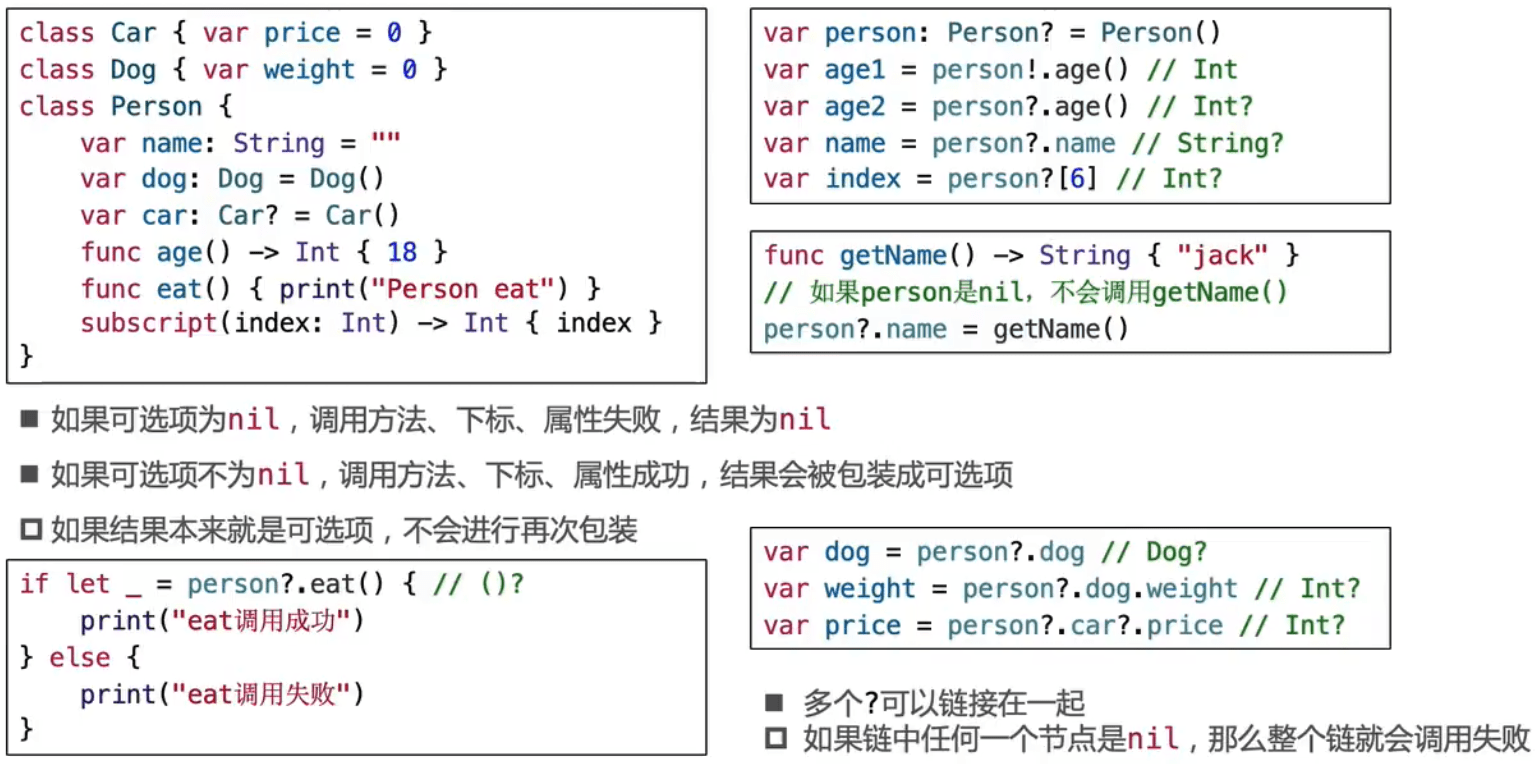 class Car { var price = 0 }
class Dog { var weight = 0 }
class Person {
    var name: String = ""
    var dog: Dog = Dog()
    var car: Car? = Car()
    func age() -> Int { 18 }
    func eat() { print("Person eat") }
    subscript(index: Int) -> Int { index }
}
var person: Person? = Person()
var age1 = person!.age() // Int
var age2 = person?.age() // Int?
var name = person?.name // String?
var index = person?[6] // Int?
func getName() -> String { "jack" }
// 如果person是nil，不会调用getName()
person?.name = getName()
■ 如果可选项为nil，调用方法、下标、属性失败，结果为nil
■ 如果可选项不为nil，调用方法、下标、属性成功，结果会被包装成可选项
□ 如果结果本来就是可选项，不会进行再次包装
if let _ = person?.eat() { // ()?
    print("eat调用成功")
} else {
    print("eat调用失败")
}
var dog = person?.dog // Dog?
var weight = person?.dog.weight // Int?
var price = person?.car?.price // Int?
■ 多个?可以链接在一起
□ 如果链中任何一个节点是nil，那么整个链就会调用失败